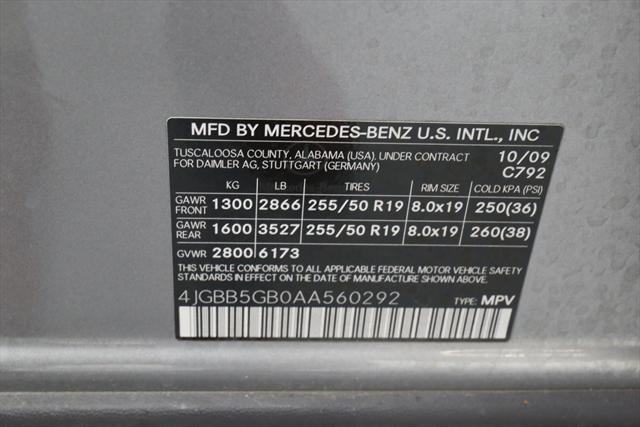 MFD BY MERCEDES-BENZ U.S. INTL., INC
TUSCALOOSA COUNTY, ALABAMA (USA). UNDER CONTRACT 10/09
FOR DAIMLER AG, STUTTGART (GERMANY) C792
KG LB TIRES RIM SIZE COLD KPA (PSI)
GAWR FRONT 1300 2866 255/50 R19 8.0x19 250(36)
GAWR REAR 1600 3527 255/50 R19 8.0x19 260(38)
GVWR 2800 6173
THIS VEHICLE CONFORMS TO ALL APPLICABLE FEDERAL MOTOR VEHICLE SAFETY
STANDARDS IN EFFECT ON THE DATE OF MANUFACTURE SHOWN ABOVE.
4JGBB5GB0AA560292 TYPE: MPV